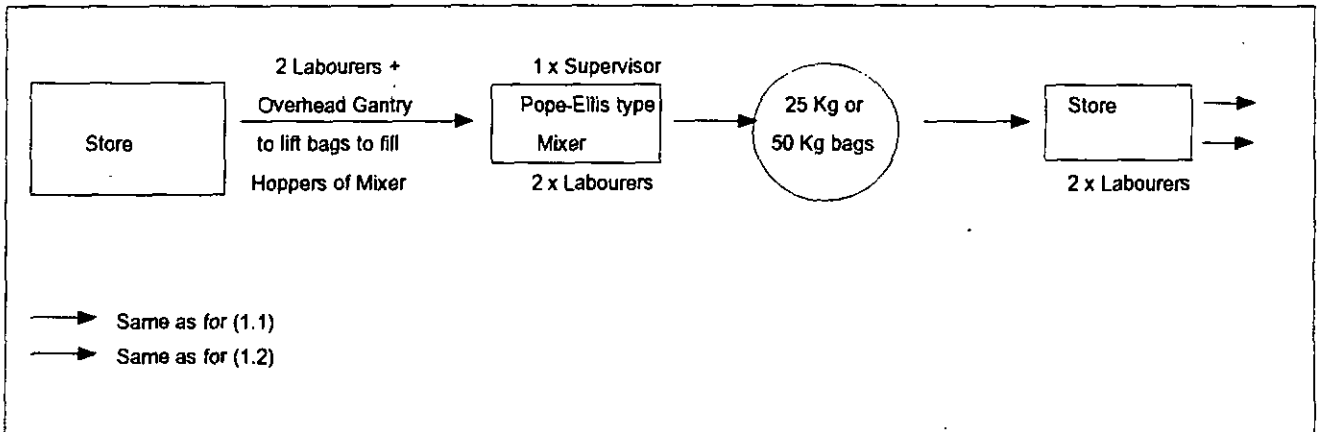 Store
2 Labourers +
Overhead Gantry
to lift bags to fill
Hoppers of Mixer
1 x Supervisor
Pope-Ellis type
Mixer
2 x Labourers
25 Kg or
50 Kg bags
Store
2 x Labourers
Same as for (1.1)
Same as for (1.2)